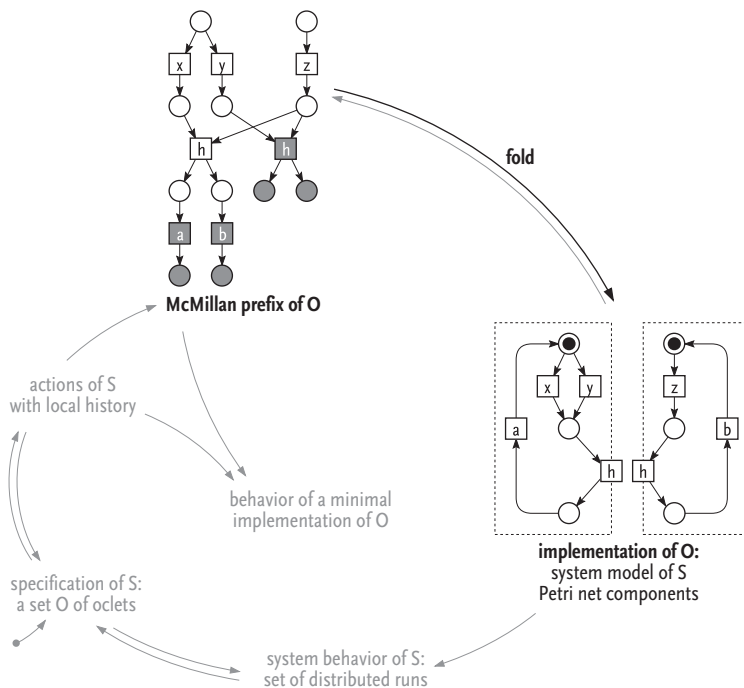 x y z
h h
a b
fold
McMillan prefix of O
x y z
actions of S
with local history
a b
h h
behavior of a minimal
implementation of O
implementation of O:
system model of S
Petri net components
specification of S:
a set O of oclets
system behavior of S:
set of distributed runs